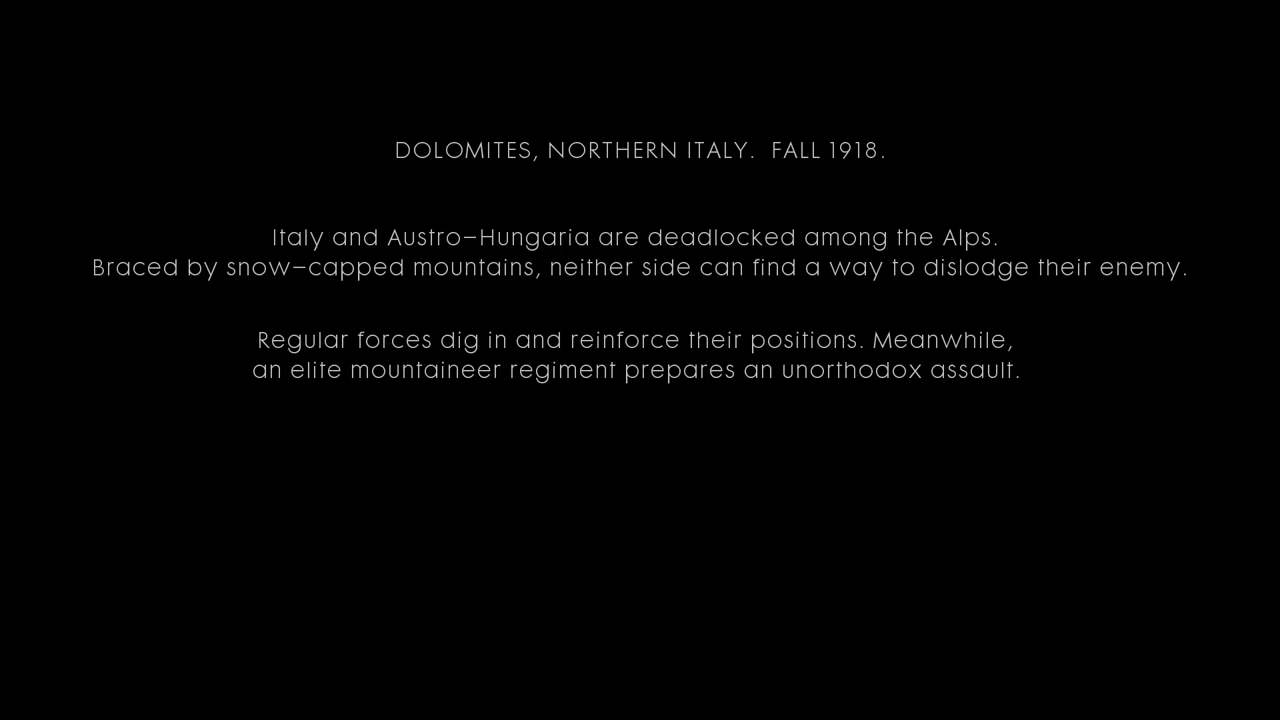 DOLOMITES, NORTHERN ITALY.  FALL 1918.
Italy and Austro-Hungaria are deadlocked among the Alps.
Braced by snow-capped mountains, neither side can find a way to dislodge their enemy.
Regular forces dig in and reinforce their positions. Meanwhile,
an elite mountaineer regiment prepares an unorthodox assault.